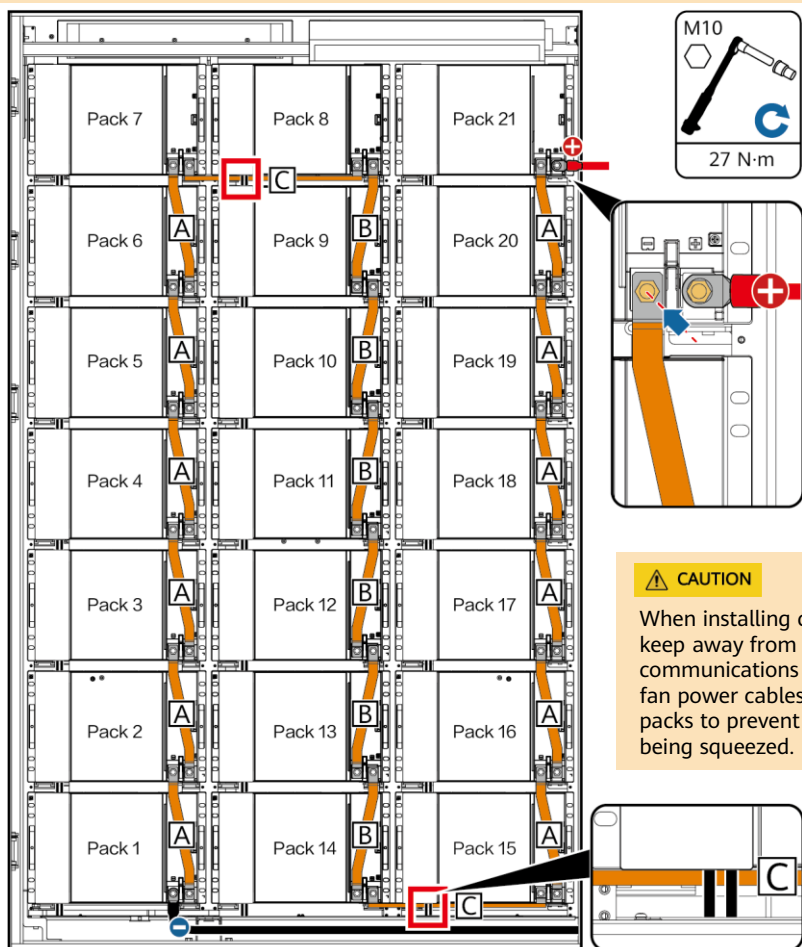 Pack 7
Pack 8
Pack 21
C
A
B
A
Pack 6
Pack 9
Pack 20
A
B
A
Pack 5
Pack 10
Pack 19
A
B
A
Pack 4
Pack 11
Pack 18
A
B
A
Pack 3
Pack 12
Pack 17
A
B
A
Pack 2
Pack 13
Pack 16
A
B
A
Pack 1
Pack 14
Pack 15
C
M10
27 N·m
CAUTION
When installing
keep away from
communications
fan power cables
packs to prevent
being squeezed.
C